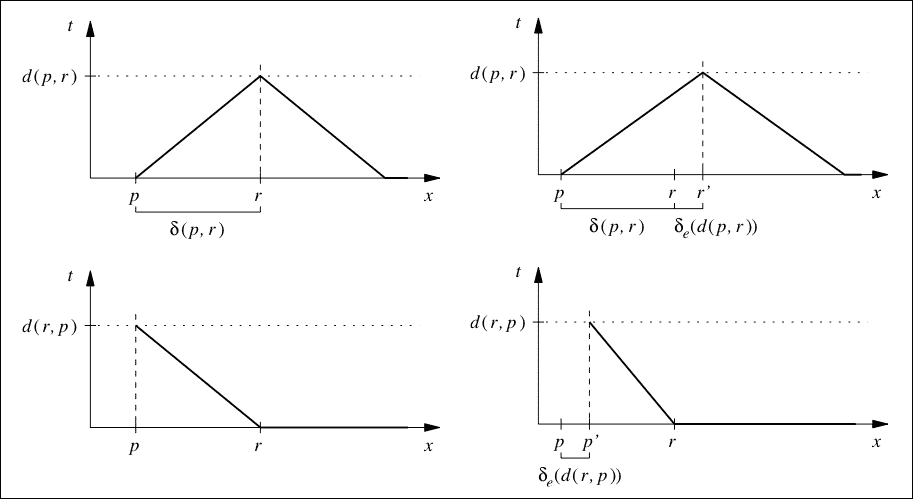 t
d(p,r)
p r x
δ(p,r)
t
d(p,r)
p r r’ x
δ(p,r) δe(d(p,r))
t
d(r,p)
p r x
t
d(r,p)
p p’ r x
δe(d(r,p))